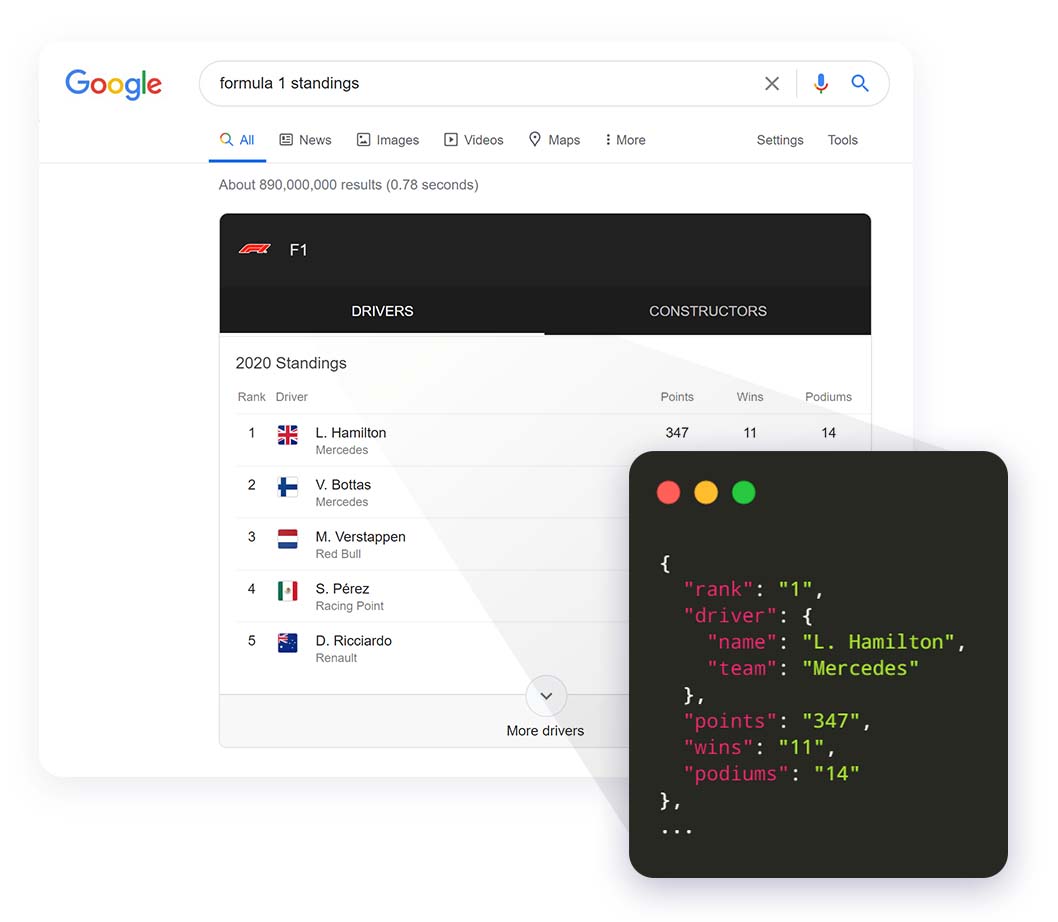 Google
formula 1 standings
All News Images Videos Maps More Settings Tools
About 890,000,000 results (0.78 seconds)
F1 F1
DRIVERS CONSTRUCTORS
2020 Standings
Rank Driver Points Wins Podiums
1 L. Hamilton 347 11 14
Mercedes
2 V. Bottas
Mercedes
3 M. Verstappen
Red Bull
4 S. Pérez
Racing Point
5 D. Ricciardo
Renault
More drivers
{
"rank": "1",
"driver": {
"name": "L. Hamilton",
"team": "Mercedes"
},
"points": "347",
"wins": "11",
"podiums": "14"
},
...